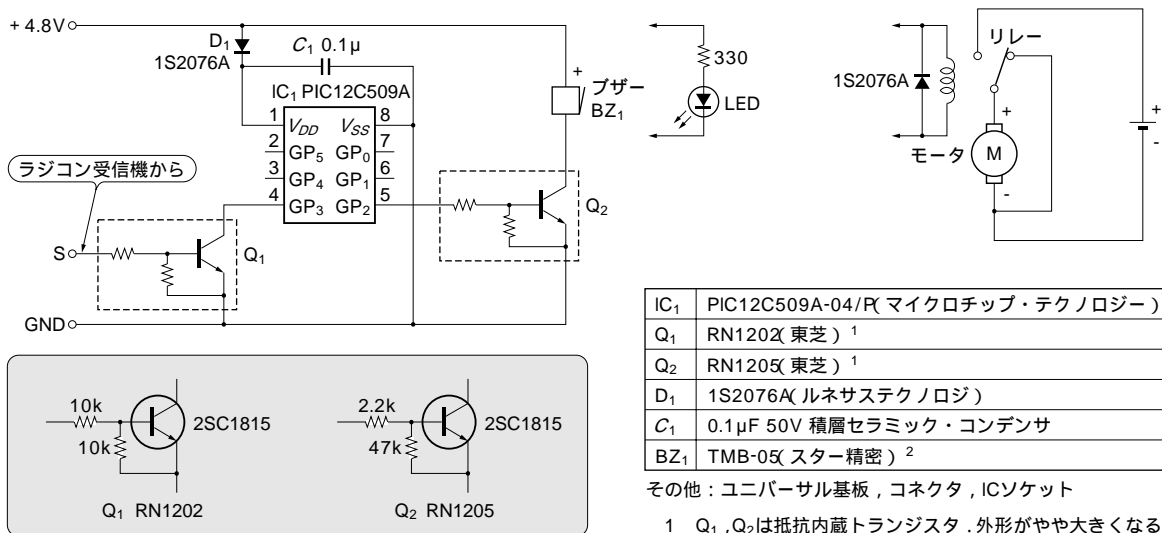 + 4.8V
D1
1S2076A
C1 0.1μ
IC1 PIC12C509A
1 VDD VSS 8
2 GP5 GP0 7
3 GP4 GP1 6
4 GP3 GP2 5
ラジコン受信機から
S
Q1
GND
+
ブザー
BZ1
Q2
330
LED
1S2076A
リレー
+
モータ M
-
+
-
10k
10k
2SC1815
Q1 RN1202
2.2k
47k
2SC1815
Q2 RN1205
IC1 PIC12C509A-04/P(マイクロチップ・テクノロジー)
Q1 RN1202(東芝) 1
Q2 RN1205(東芝) 1
D1 1S2076A(ルネサステクノロジ)
C1 0.1μF 50V 積層セラミック・コンデンサ
BZ1 TMB-05(スター精密) 2
その他:ユニバーサル基板,コネクタ,ICソケット
1 Q1,Q2は抵抗内蔵トランジスタ.外形がやや大きくなる